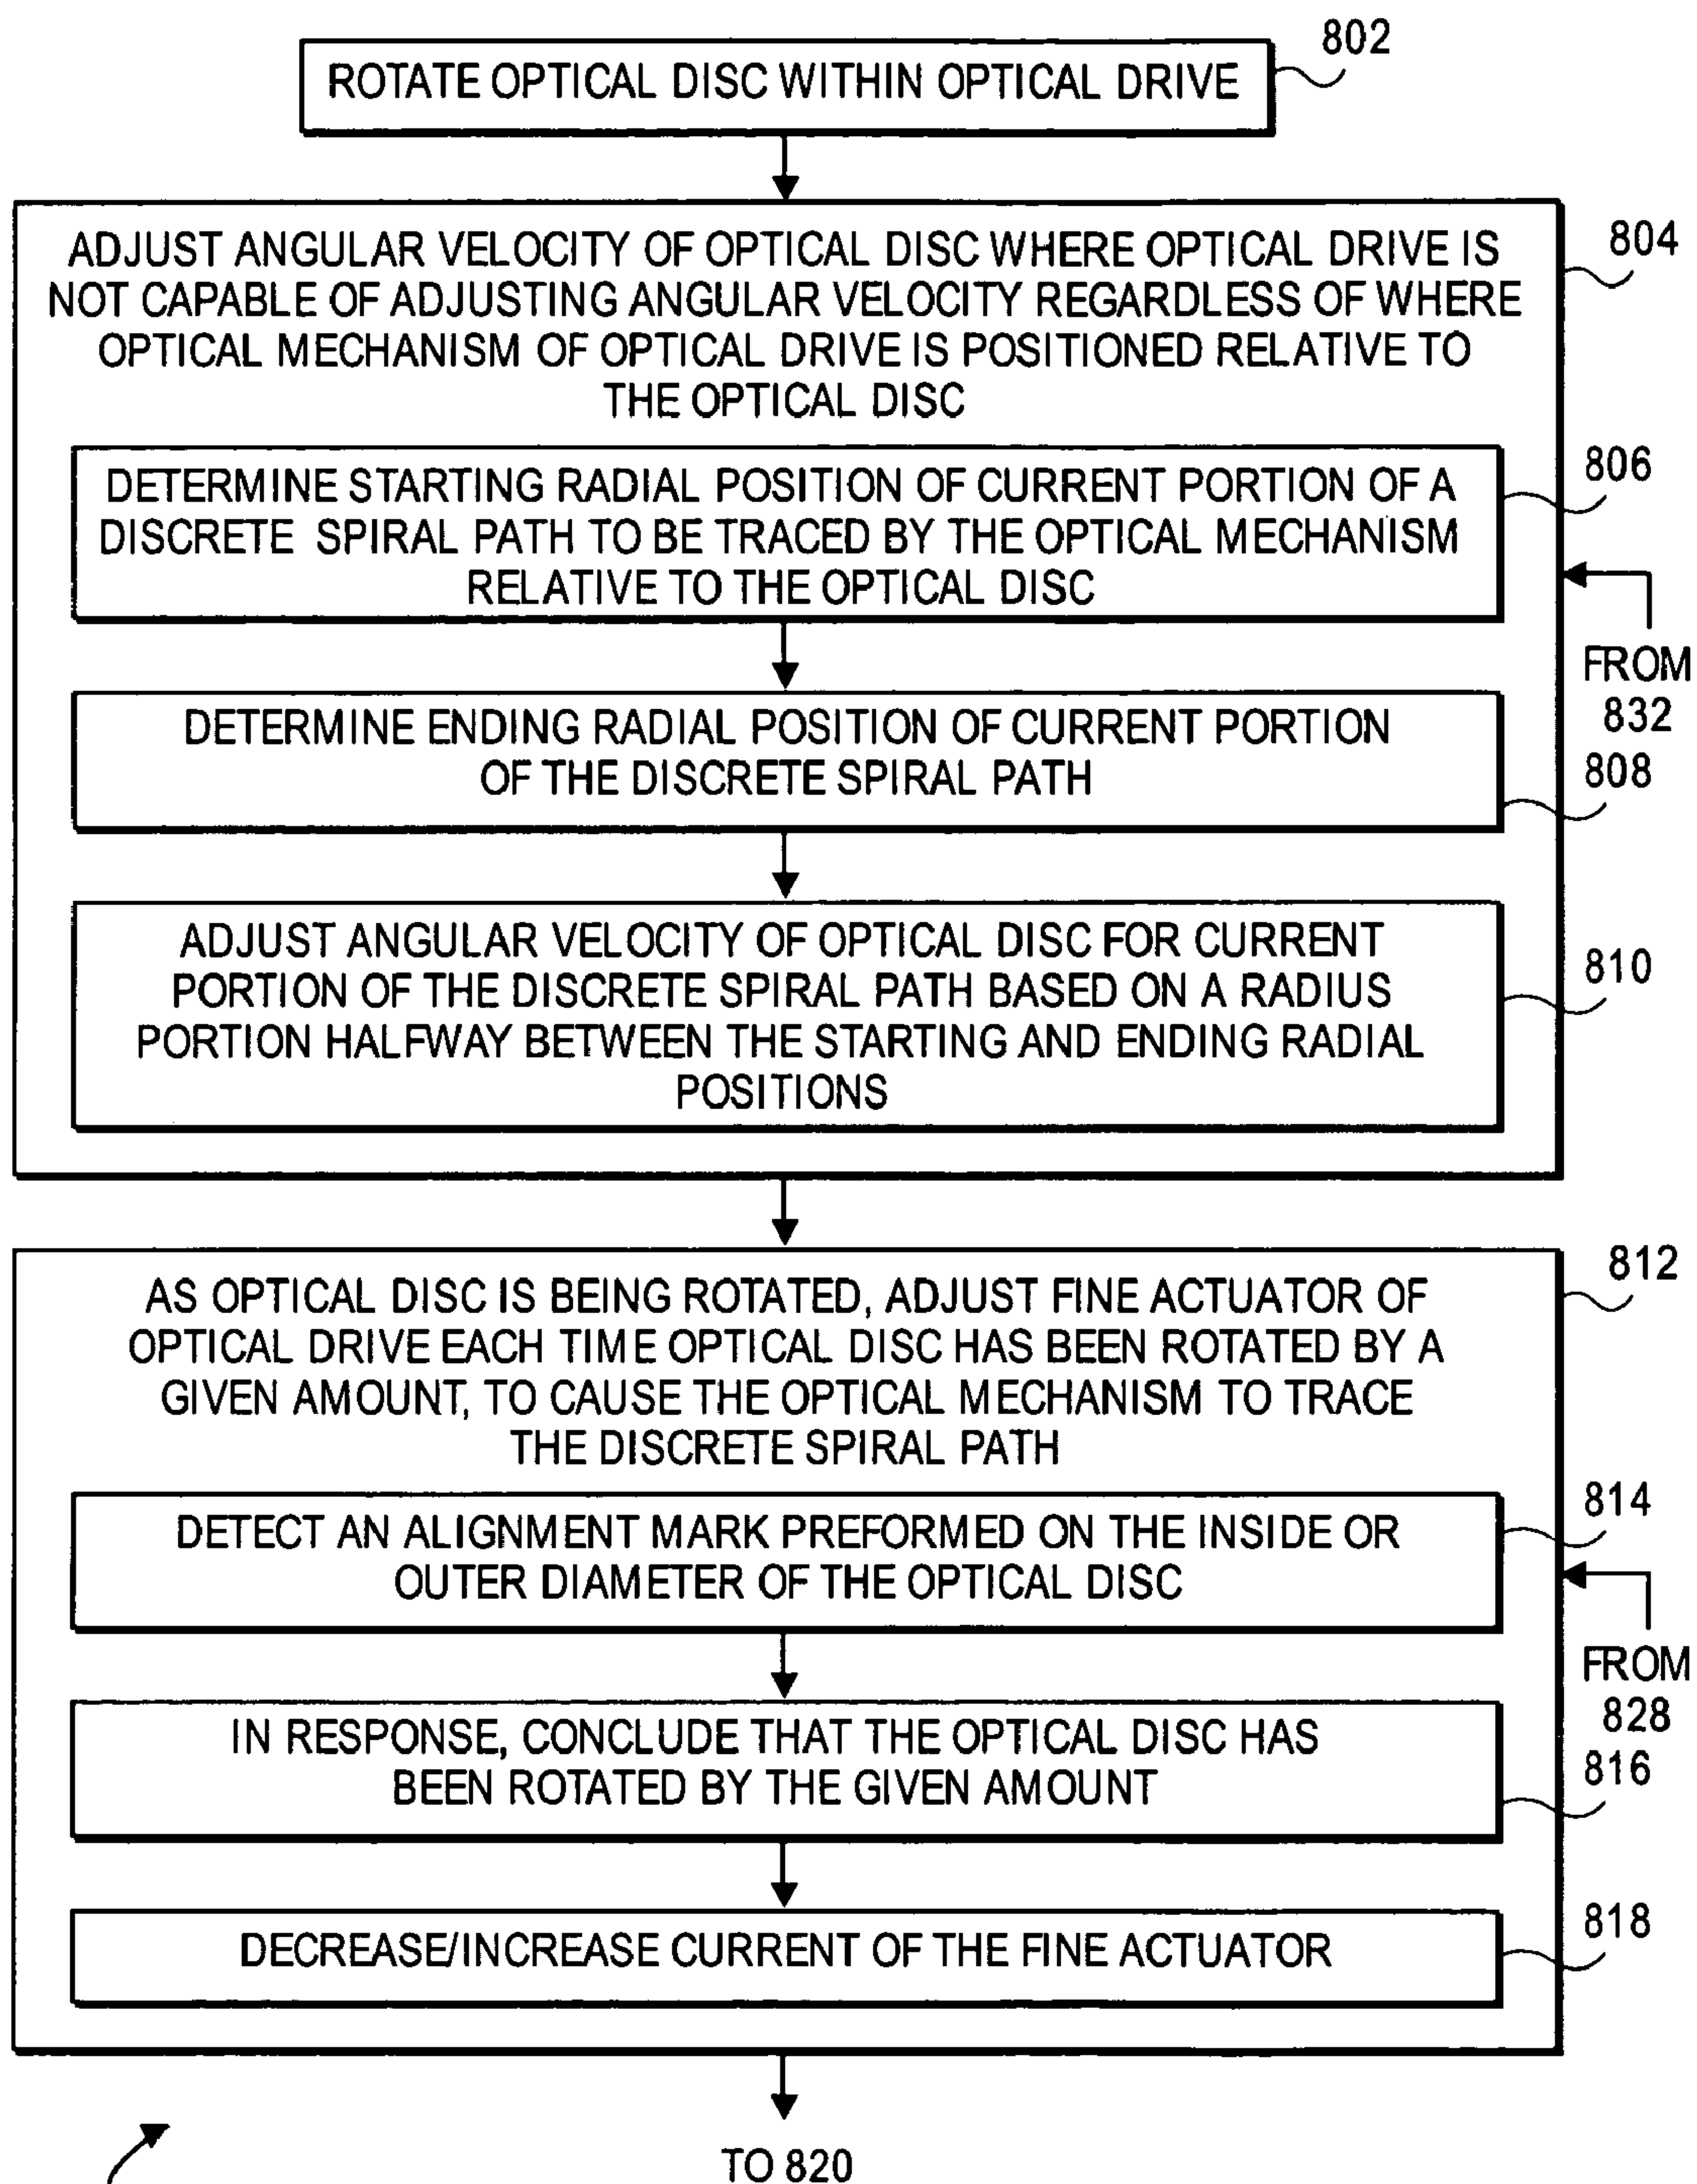 802
ROTATE OPTICAL DISC WITHIN OPTICAL DRIVE
804
ADJUST ANGULAR VELOCITY OF OPTICAL DISC WHERE OPTICAL DRIVE IS
NOT CAPABLE OF ADJUSTING ANGULAR VELOCITY REGARDLESS OF WHERE
OPTICAL MECHANISM OF OPTICAL DRIVE IS POSITIONED RELATIVE TO
THE OPTICAL DISC
806
DETERMINE STARTING RADIAL POSITION OF CURRENT PORTION OF A
DISCRETE SPIRAL PATH TO BE TRACED BY THE OPTICAL MECHANISM
RELATIVE TO THE OPTICAL DISC
FROM
832
DETERMINE ENDING RADIAL POSITION OF CURRENT PORTION
OF THE DISCRETE SPIRAL PATH
808
ADJUST ANGULAR VELOCITY OF OPTICAL DISC FOR CURRENT
PORTION OF THE DISCRETE SPIRAL PATH BASED ON A RADIUS
PORTION HALFWAY BETWEEN THE STARTING AND ENDING RADIAL
POSITIONS
810
812
AS OPTICAL DISC IS BEING ROTATED, ADJUST FINE ACTUATOR OF
OPTICAL DRIVE EACH TIME OPTICAL DISC HAS BEEN ROTATED BY A
GIVEN AMOUNT, TO CAUSE THE OPTICAL MECHANISM TO TRACE
THE DISCRETE SPIRAL PATH
814
DETECT AN ALIGNMENT MARK PREFORMED ON THE INSIDE OR
OUTER DIAMETER OF THE OPTICAL DISC
FROM
828
IN RESPONSE, CONCLUDE THAT THE OPTICAL DISC HAS
BEEN ROTATED BY THE GIVEN AMOUNT
816
818
DECREASE/INCREASE CURRENT OF THE FINE ACTUATOR
TO 820